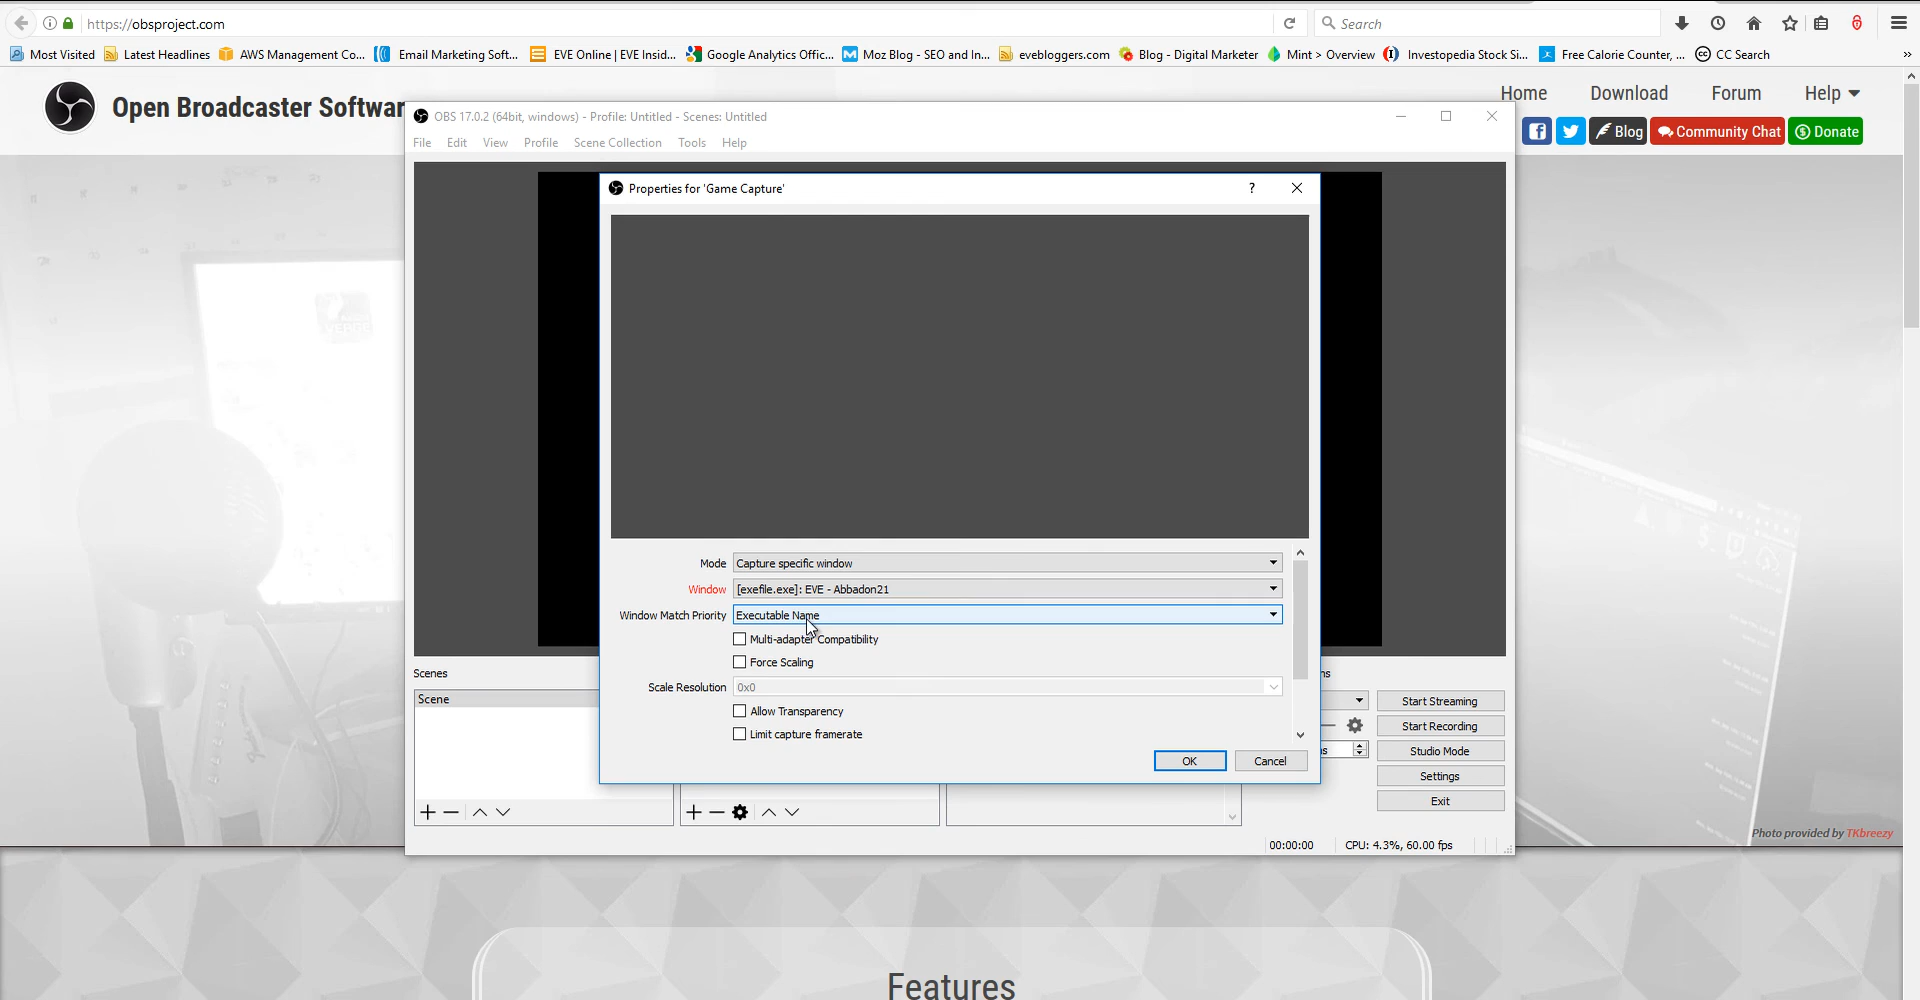 https://obsproject.com
Search
Most Visited
Latest Headlines
AWS Management Co...
Email Marketing Soft...
EVE Online | EVE Insid...
Google Analytics Offic...
Moz Blog - SEO and In...
evebloggers.com
Blog - Digital Marketer
Mint > Overview
Investopedia Stock Si...
Free Calorie Counter, ...
CC Search
Open Broadcaster Softwar
Home
Download
Forum
Help
Blog
Community Chat
Donate
OBS 17.0.2 (64bit, windows) - Profile: Untitled - Scenes: Untitled
File
Edit
View
Profile
Scene Collection
Tools
Help
Properties for 'Game Capture'
Mode
Capture specific window
Window
[exefile.exe]: EVE - Abbadon21
Window Match Priority
Executable Name
Multi-adapter Compatibility
Force Scaling
Scale Resolution
0x0
Allow Transparency
Limit capture framerate
OK
Cancel
Scenes
Scene
ns
Start Streaming
Start Recording
Studio Mode
Settings
Exit
00:00:00
CPU: 4.3%, 60.00 fps
Photo provided by TKbreezy
Features